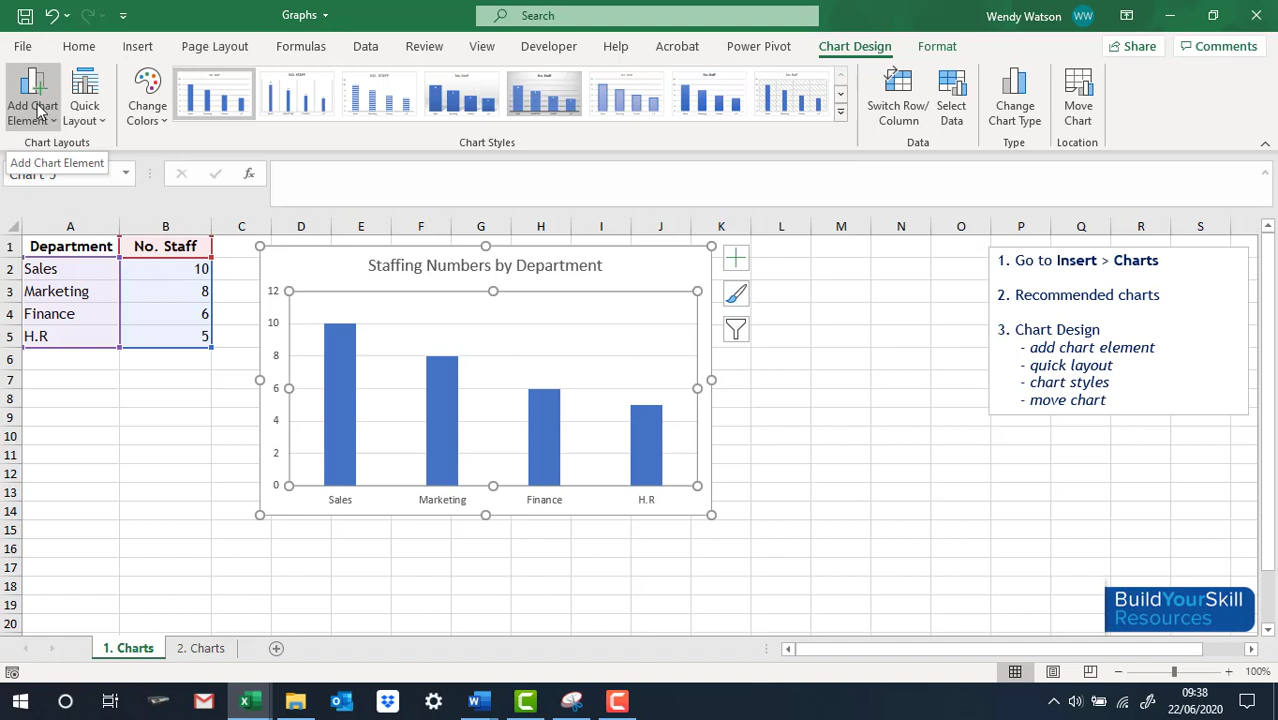 Graphs
Search
Wendy Watson
WW
File Home Insert Page Layout Formulas Data Review View Developer Help Acrobat Power Pivot Chart Design Format
Share
Comments
Add Chart Element
Quick Layout
Change Colors
Switch Row/ Column
Select Data
Change Chart Type
Move Chart
Chart Layouts
Chart Styles
Data
Type
Location
Add Chart Element
fx
A B C D E F G H I J K L M N O P Q R S
1 Department No. Staff
2 Sales 10
3 Marketing 8
4 Finance 6
5 H.R 5
6
7
8
9
10
11
12
13
14
15
16
17
18
19
20
Staffing Numbers by Department
12
10
8
6
4
2
0
Sales Marketing Finance H.R
1. Go to Insert > Charts
2. Recommended charts
3. Chart Design
- add chart element
- quick layout
- chart styles
- move chart
BuildYourSkill
Resources
1. Charts
2. Charts
100%
09:38
22/06/2020